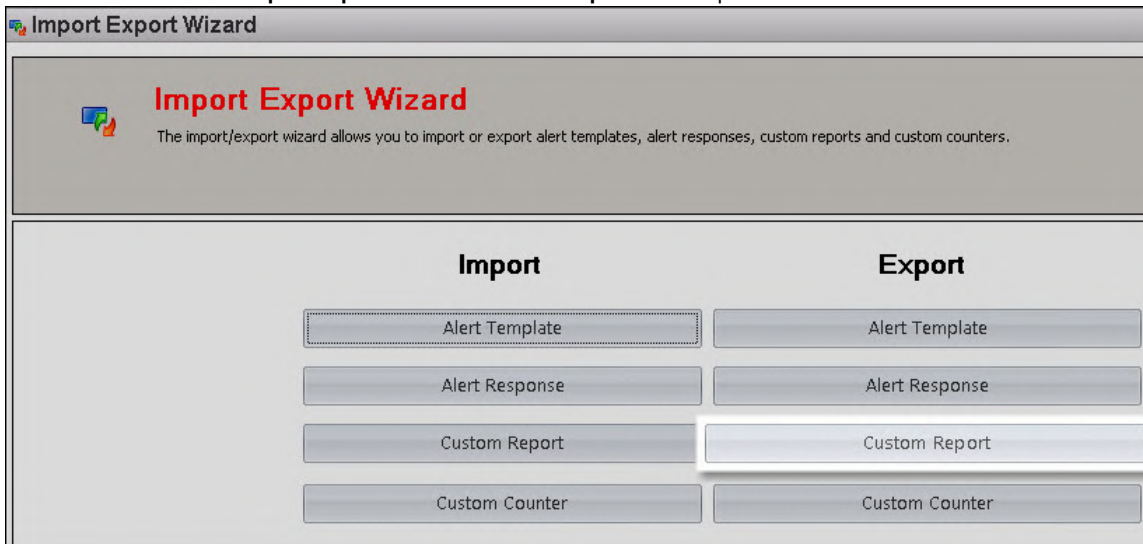 Import Export Wizard
Import Export Wizard
The import/export wizard allows you to import or export alert templates, alert responses, custom reports and custom counters.
Import Export
Alert Template Alert Template
Alert Response Alert Response
Custom Report Custom Report
Custom Counter Custom Counter